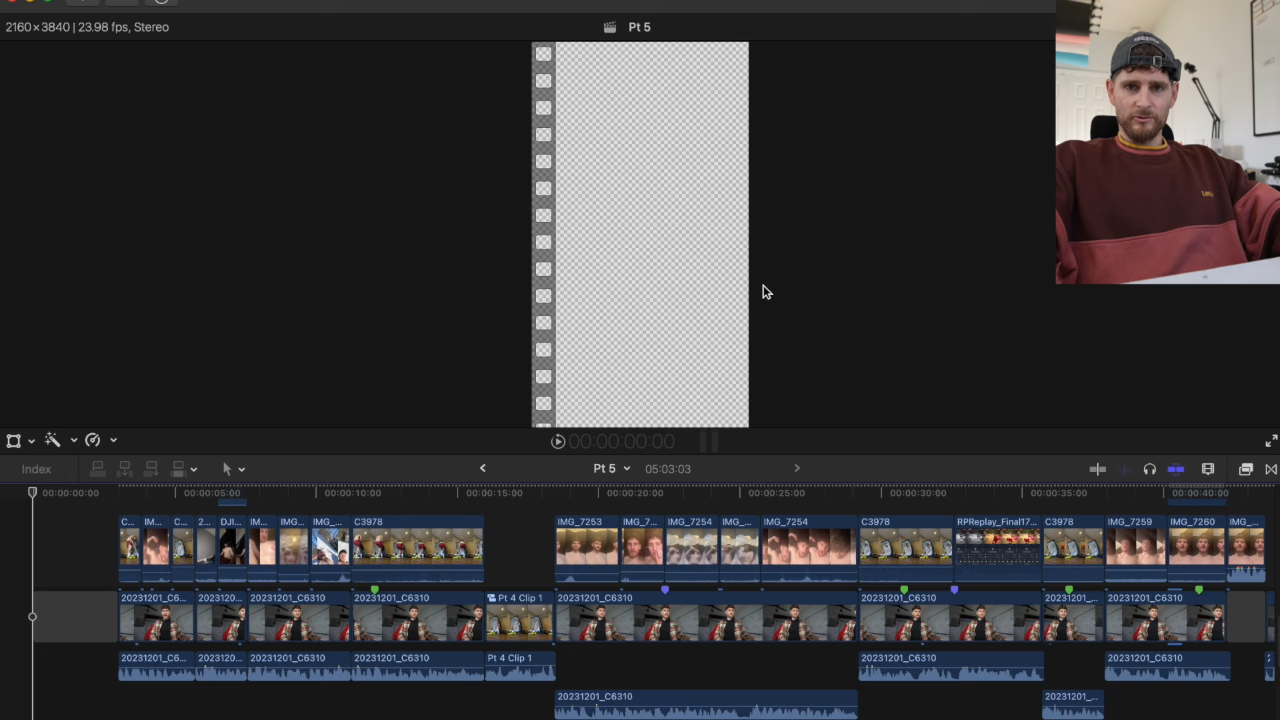 2160×3840 | 23.98 fps, Stereo
Pt 5
00:00:00:00
Index
Pt 5
05:03:03
00:00:00:00
00:00:05:00
00:00:10:00
00:00:15:00
00:00:20:00
00:00:25:00
00:00:30:00
00:00:35:00
00:00:40:00
C...
IM...
C...
2...
DJI...
IM...
IMG...
IMG_...
C3978
IMG_7253
IMG_7...
IMG_7254
IMG_...
IMG_7254
C3978
RPReplay_Final17...
C3978
IMG_7259
IMG_7260
IMG_...
20231201_C6...
2023120...
20231201_C6310
20231201_C6310
Pt 4 Clip 1
20231201_C6310
20231201_C6310
20231201_...
20231201_C6310
20231201_C6...
2023120...
20231201_C6310
20231201_C6310
Pt 4 Clip 1
20231201_C6310
20231201_C6310
20231201_C6310
20231201_...